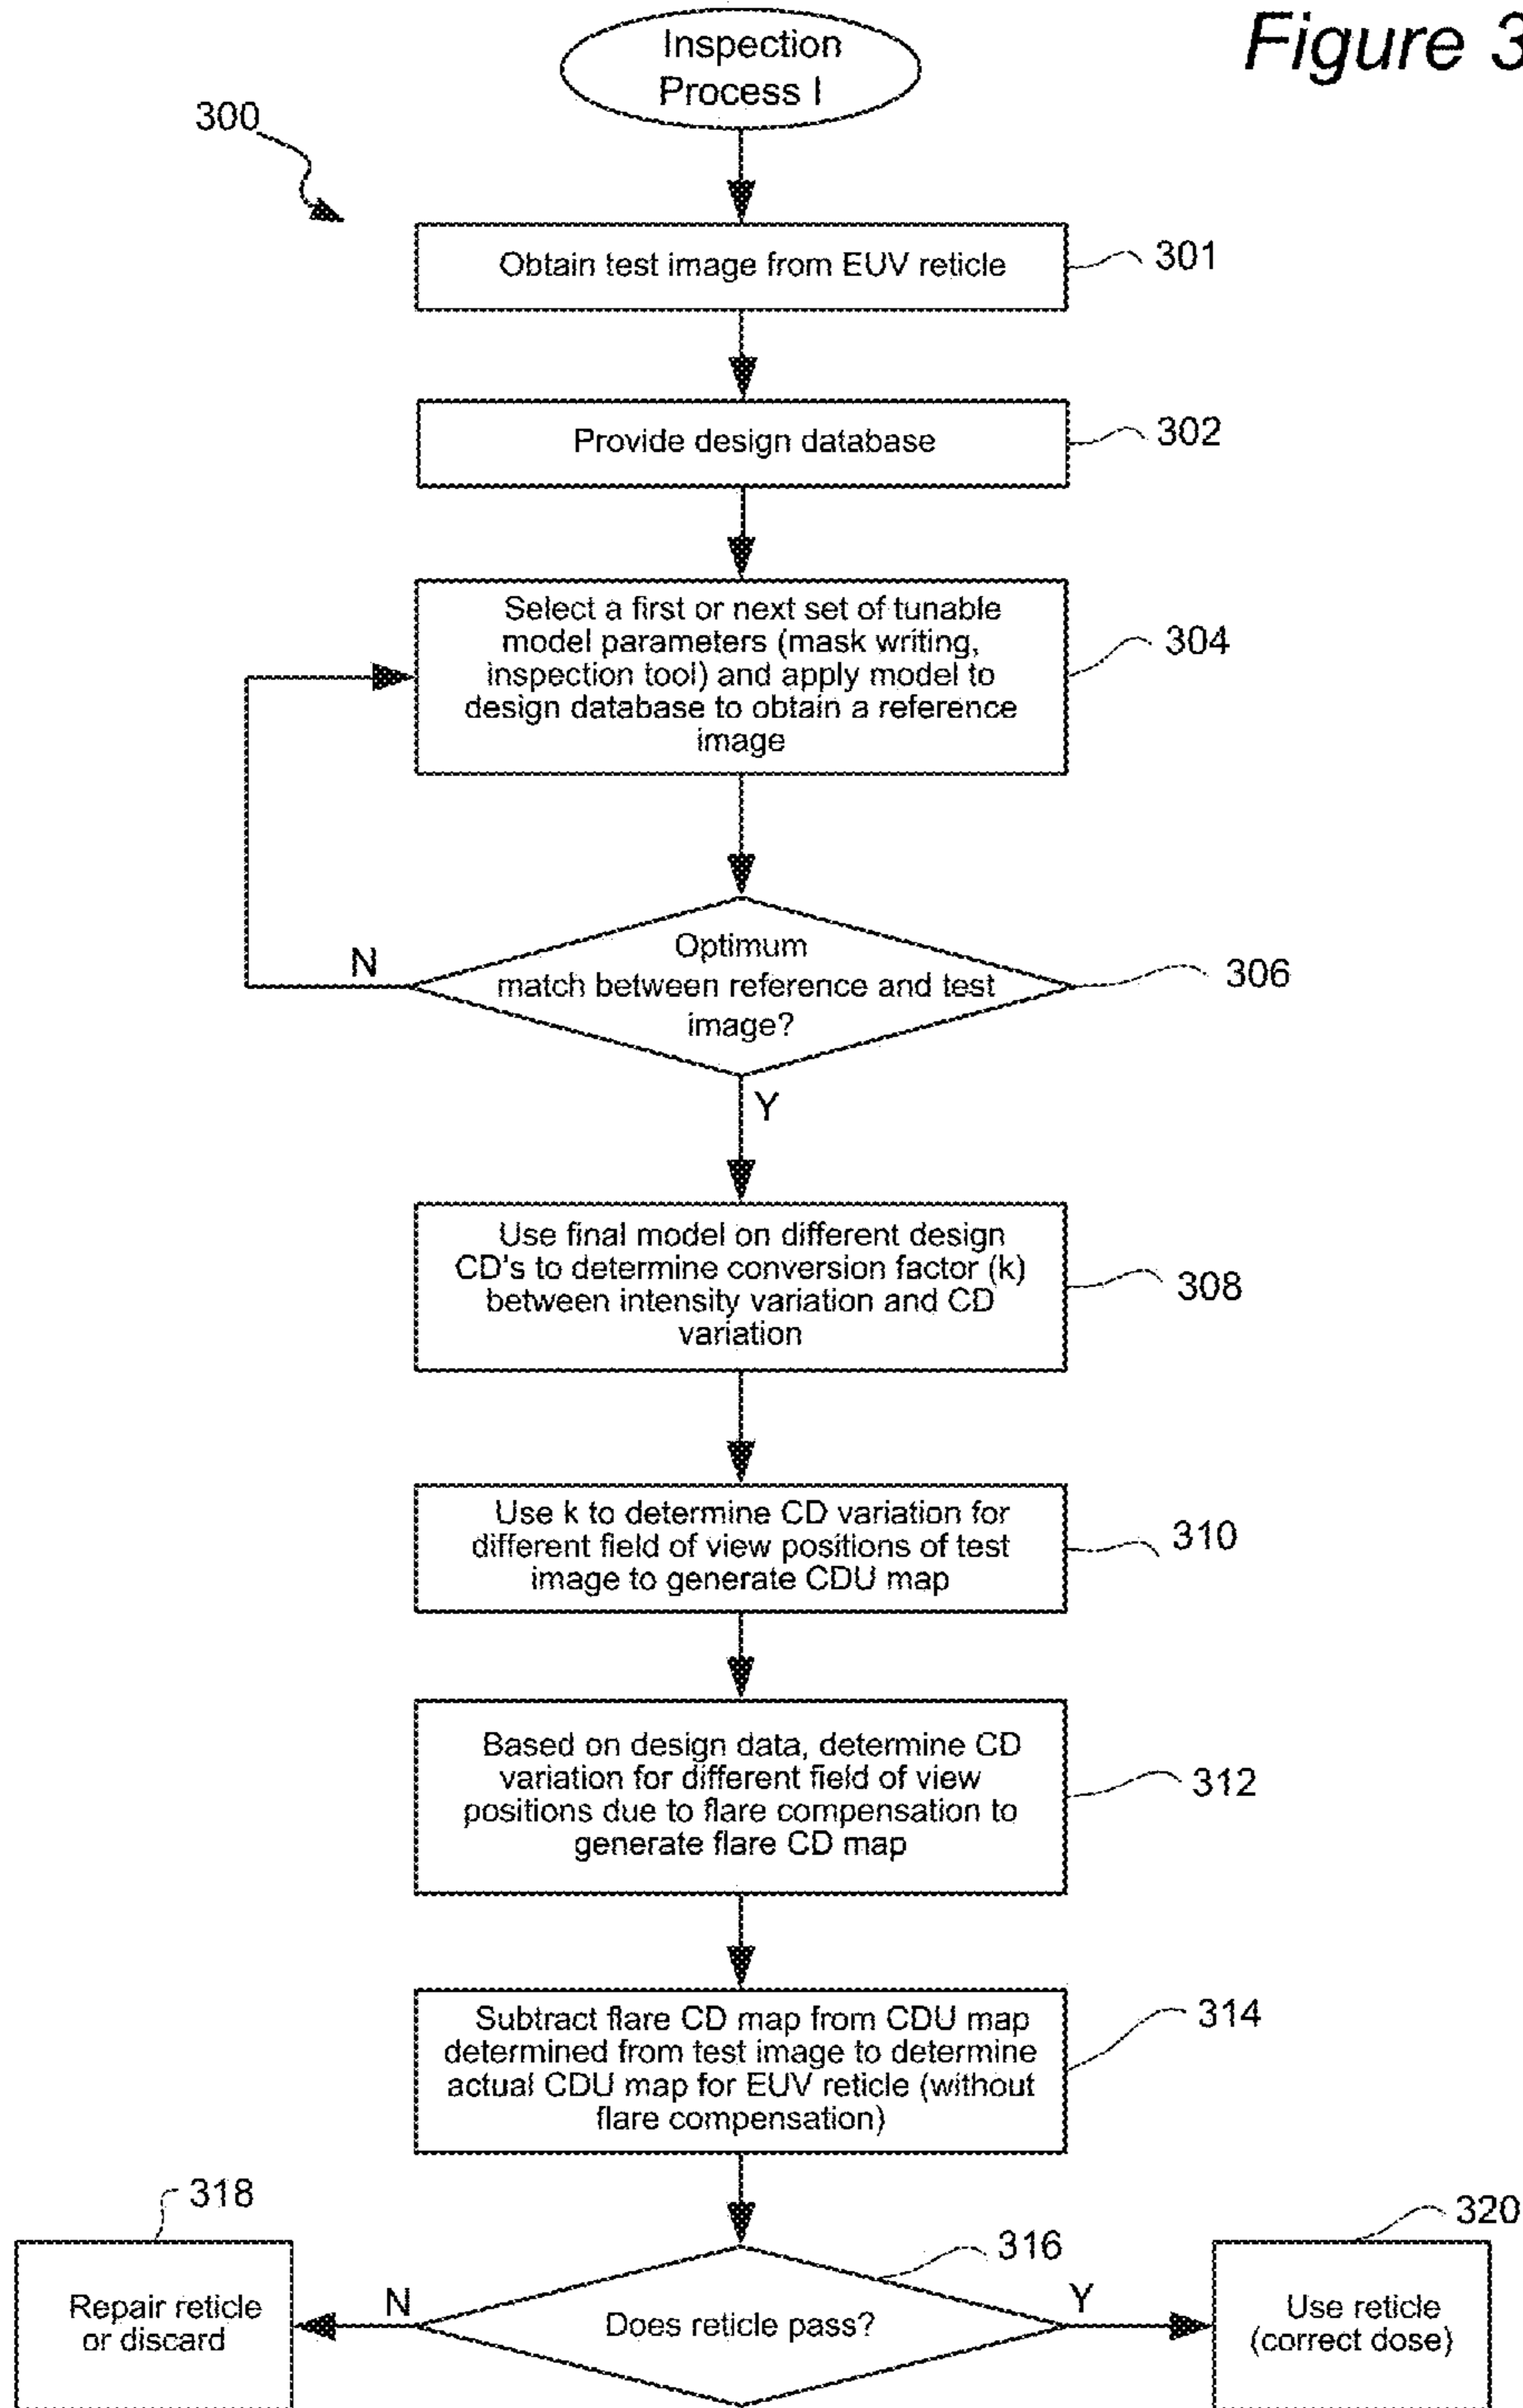 Figure 3
Inspection
Process I
300
Obtain test image from EUV reticle
301
Provide design database
302
Select a first or next set of tunable
model parameters (mask writing,
inspection tool) and apply model to
design database to obtain a reference
image
304
N
Optimum
match between reference and test
image?
306
Y
Use final model on different design
CD's to determine conversion factor (k)
between intensity variation and CD
variation
308
Use k to determine CD variation for
different field of view positions of test
image to generate CDU map
310
Based on design data, determine CD
variation for different field of view
positions due to flare compensation to
generate flare CD map
312
Subtract flare CD map from CDU map
determined from test image to determine
actual CDU map for EUV reticle (without
flare compensation)
314
318
Repair reticle
or discard
N
Does reticle pass?
316
Y
320
Use reticle
(correct dose)